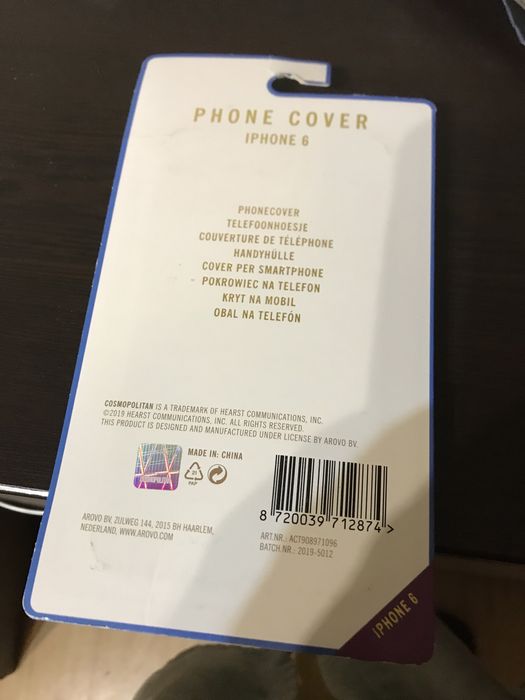 PHONE COVER
IPHONE 6
PHONECOVER
TELEFOONHOESJE
COUVERTURE DE TÉLÉPHONE
HANDYHÜLLE
COVER PER SMARTPHONE
POKROWIEC NA TELEFON
KRYT NA MOBIL
OBAL NA TELEFÓN
COSMOPOLITAN IS A TRADEMARK OF HEARST COMMUNICATIONS, INC.
©2019 HEARST COMMUNICATIONS, INC. ALL RIGHTS RESERVED.
THIS PRODUCT IS DESIGNED AND MANUFACTURED UNDER LICENSE BY AROVO BV.
MADE IN: CHINA
21
PAP
8 720039 712874 >
AROVO BV, ZIJLWEG 144, 2015 BH HAARLEM,
NEDERLAND, WWW.AROVO.COM
ART.NR.: ACT908971096
BATCH NR.: 2019-5012
IPHONE 6